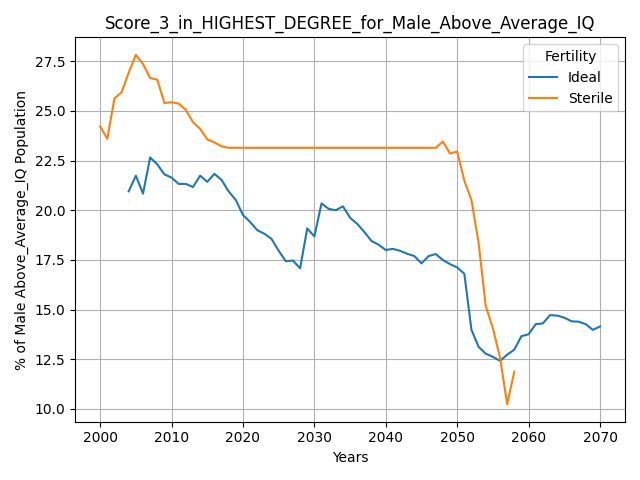 Score_3_in_HIGHEST_DEGREE_for_Male_Above_Average_IQ
% of Male Above_Average_IQ Population
27.5
25.0
22.5
20.0
17.5
15.0
12.5
10.0
Fertility
Ideal
Sterile
2000 2010 2020 2030 2040 2050 2060 2070
Years